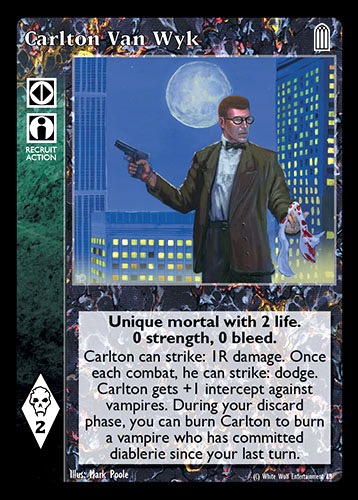 Carlton Van Wyk
RECRUIT
ACTION
Unique mortal with 2 life.
0 strength, 0 bleed.
Carlton can strike: 1R damage. Once
each combat, he can strike: dodge.
Carlton gets +1 intercept against
vampires. During your discard
phase, you can burn Carlton to burn
a vampire who has committed
diablerie since your last turn.
2
Illus: Mark Poole
(C) White Wolf Entertainment AB